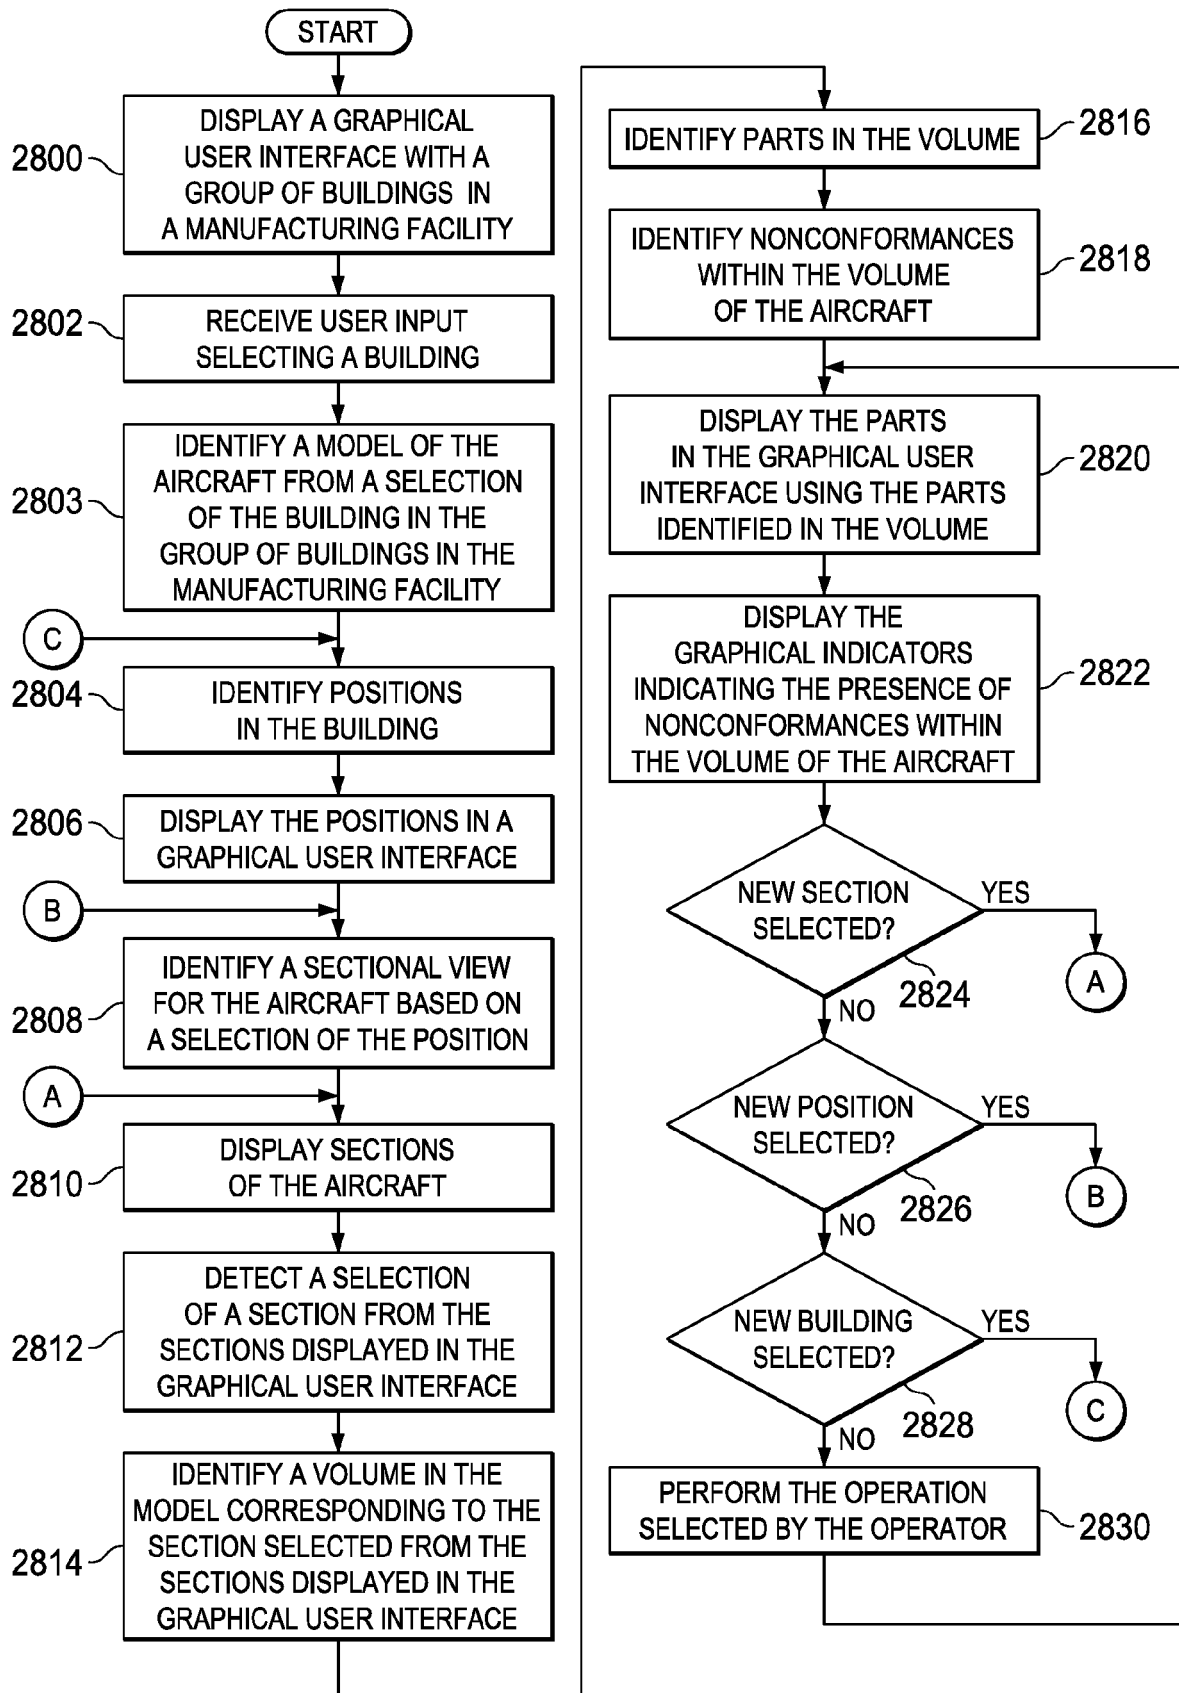 START
2800
DISPLAY A GRAPHICAL
USER INTERFACE WITH A
GROUP OF BUILDINGS IN
A MANUFACTURING FACILITY
2802
RECEIVE USER INPUT
SELECTING A BUILDING
2803
IDENTIFY A MODEL OF THE
AIRCRAFT FROM A SELECTION
OF THE BUILDING IN THE
GROUP OF BUILDINGS IN THE
MANUFACTURING FACILITY
C
2804
IDENTIFY POSITIONS
IN THE BUILDING
2806
DISPLAY THE POSITIONS IN A
GRAPHICAL USER INTERFACE
B
2808
IDENTIFY A SECTIONAL VIEW
FOR THE AIRCRAFT BASED ON
A SELECTION OF THE POSITION
A
2810
DISPLAY SECTIONS
OF THE AIRCRAFT
2812
DETECT A SELECTION
OF A SECTION FROM THE
SECTIONS DISPLAYED IN THE
GRAPHICAL USER INTERFACE
2814
IDENTIFY A VOLUME IN THE
MODEL CORRESPONDING TO THE
SECTION SELECTED FROM THE
SECTIONS DISPLAYED IN THE
GRAPHICAL USER INTERFACE
IDENTIFY PARTS IN THE VOLUME
2816
IDENTIFY NONCONFORMANCES
WITHIN THE VOLUME
OF THE AIRCRAFT
2818
DISPLAY THE PARTS
IN THE GRAPHICAL USER
INTERFACE USING THE PARTS
IDENTIFIED IN THE VOLUME
2820
DISPLAY THE
GRAPHICAL INDICATORS
INDICATING THE PRESENCE OF
NONCONFORMANCES WITHIN
THE VOLUME OF THE AIRCRAFT
2822
NEW SECTION
SELECTED?
YES
A
2824
NO
NEW POSITION
SELECTED?
YES
B
2826
NO
NEW BUILDING
SELECTED?
YES
C
2828
NO
PERFORM THE OPERATION
SELECTED BY THE OPERATOR
2830